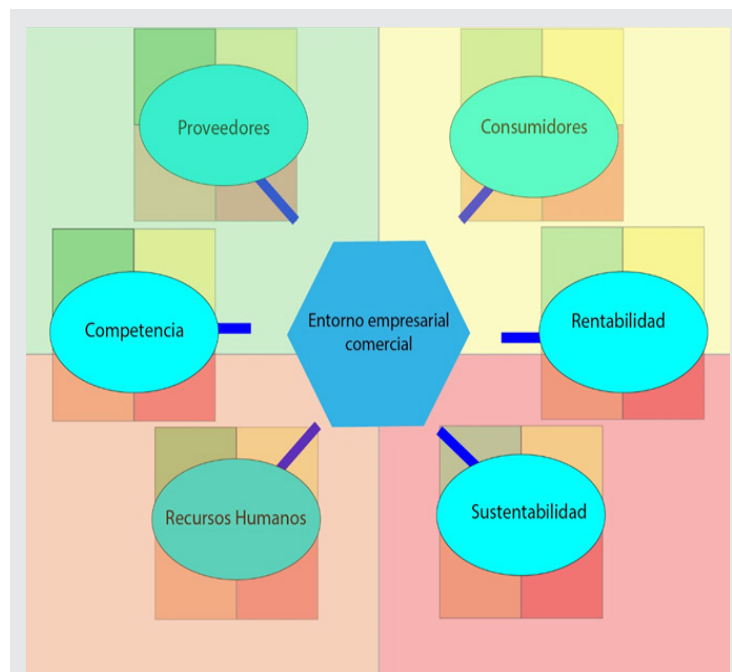 Proveedores
Consumidores
Competencia
Entorno empresarial
comercial
Rentabilidad
Recursos Humanos
Sustentabilidad